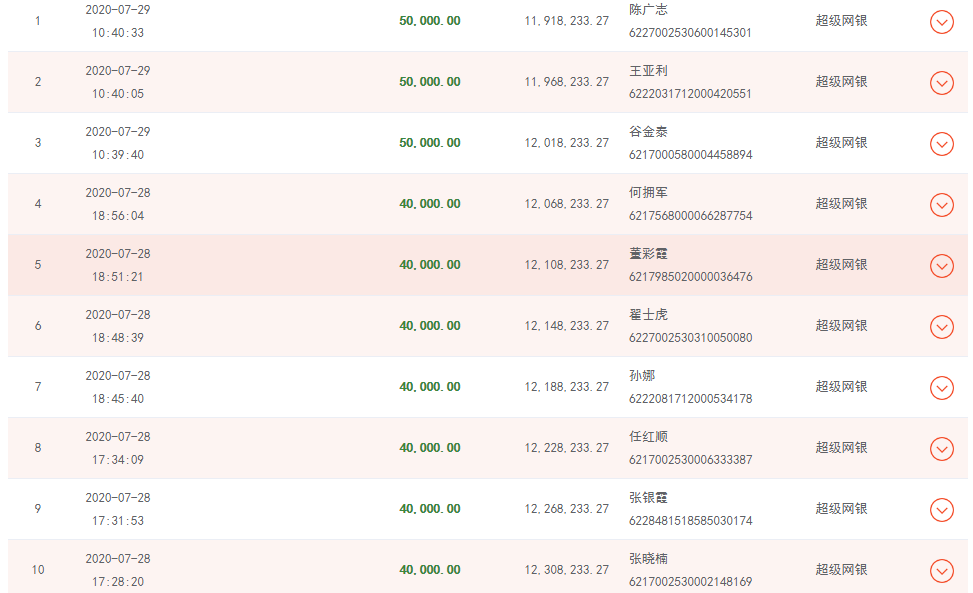 2020-07-29 陈广志
1 50,000.00 11,918,233.27 超级网银
10:40:33 6227002530600145301
2020-07-29 王亚利
2 50,000.00 11,968,233.27 超级网银
10:40:05 6222031712000420551
2020-07-29 谷金泰
3 50,000.00 12,018,233.27 超级网银
10:39:40 6217000580004458894
2020-07-28 何拥军
4 40,000.00 12,068,233.27 超级网银
18:56:04 6217568000066287754
2020-07-28 董彩霞
5 40,000.00 12,108,233.27 超级网银
18:51:21 6217985020000036476
2020-07-28 翟士虎
6 40,000.00 12,148,233.27 超级网银
18:48:39 6227002530310050080
2020-07-28 孙娜
7 40,000.00 12,188,233.27 超级网银
18:45:40 6222081712000534178
2020-07-28 任红顺
8 40,000.00 12,228,233.27 超级网银
17:34:09 6217002530006333387
2020-07-28 张银霞
9 40,000.00 12,268,233.27 超级网银
17:31:53 6228481518585030174
2020-07-28 张晓楠
10 40,000.00 12,308,233.27 超级网银
17:28:20 6217002530002148169